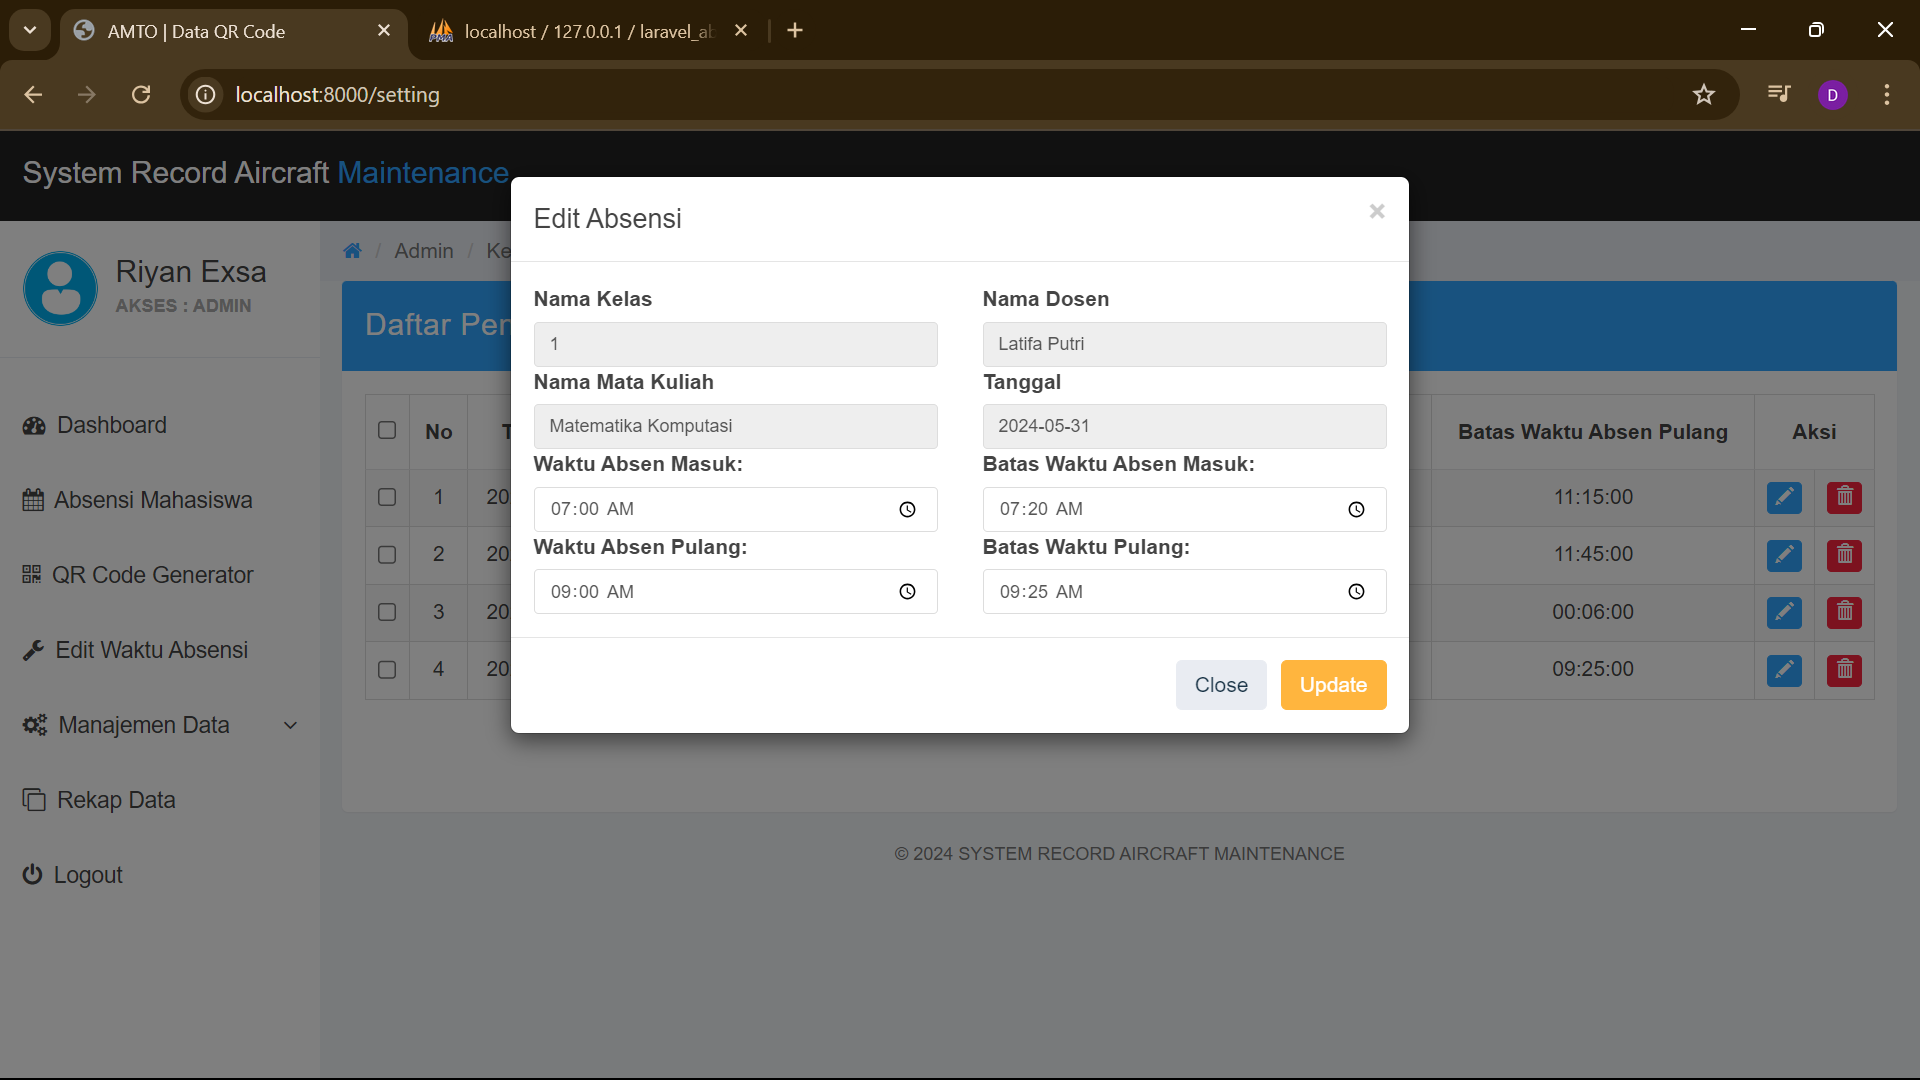 AMTO | Data QR Code
localhost / 127.0.0.1 / laravel_ab
localhost:8000/setting
D
System Record Aircraft Maintenance
Riyan Exsa
AKSES : ADMIN
Dashboard
Absensi Mahasiswa
QR Code Generator
Edit Waktu Absensi
Manajemen Data
Rekap Data
Logout
/ Admin / Ke
Daftar Pen
No T Batas Waktu Absen Pulang Aksi
1 20 11:15:00
2 20 11:45:00
3 20 00:06:00
4 20 09:25:00
Edit Absensi
×
Nama Kelas Nama Dosen
1 Latifa Putri
Nama Mata Kuliah Tanggal
Matematika Komputasi 2024-05-31
Waktu Absen Masuk: Batas Waktu Absen Masuk:
07:00 AM 07:20 AM
Waktu Absen Pulang: Batas Waktu Pulang:
09:00 AM 09:25 AM
Close Update
© 2024 SYSTEM RECORD AIRCRAFT MAINTENANCE